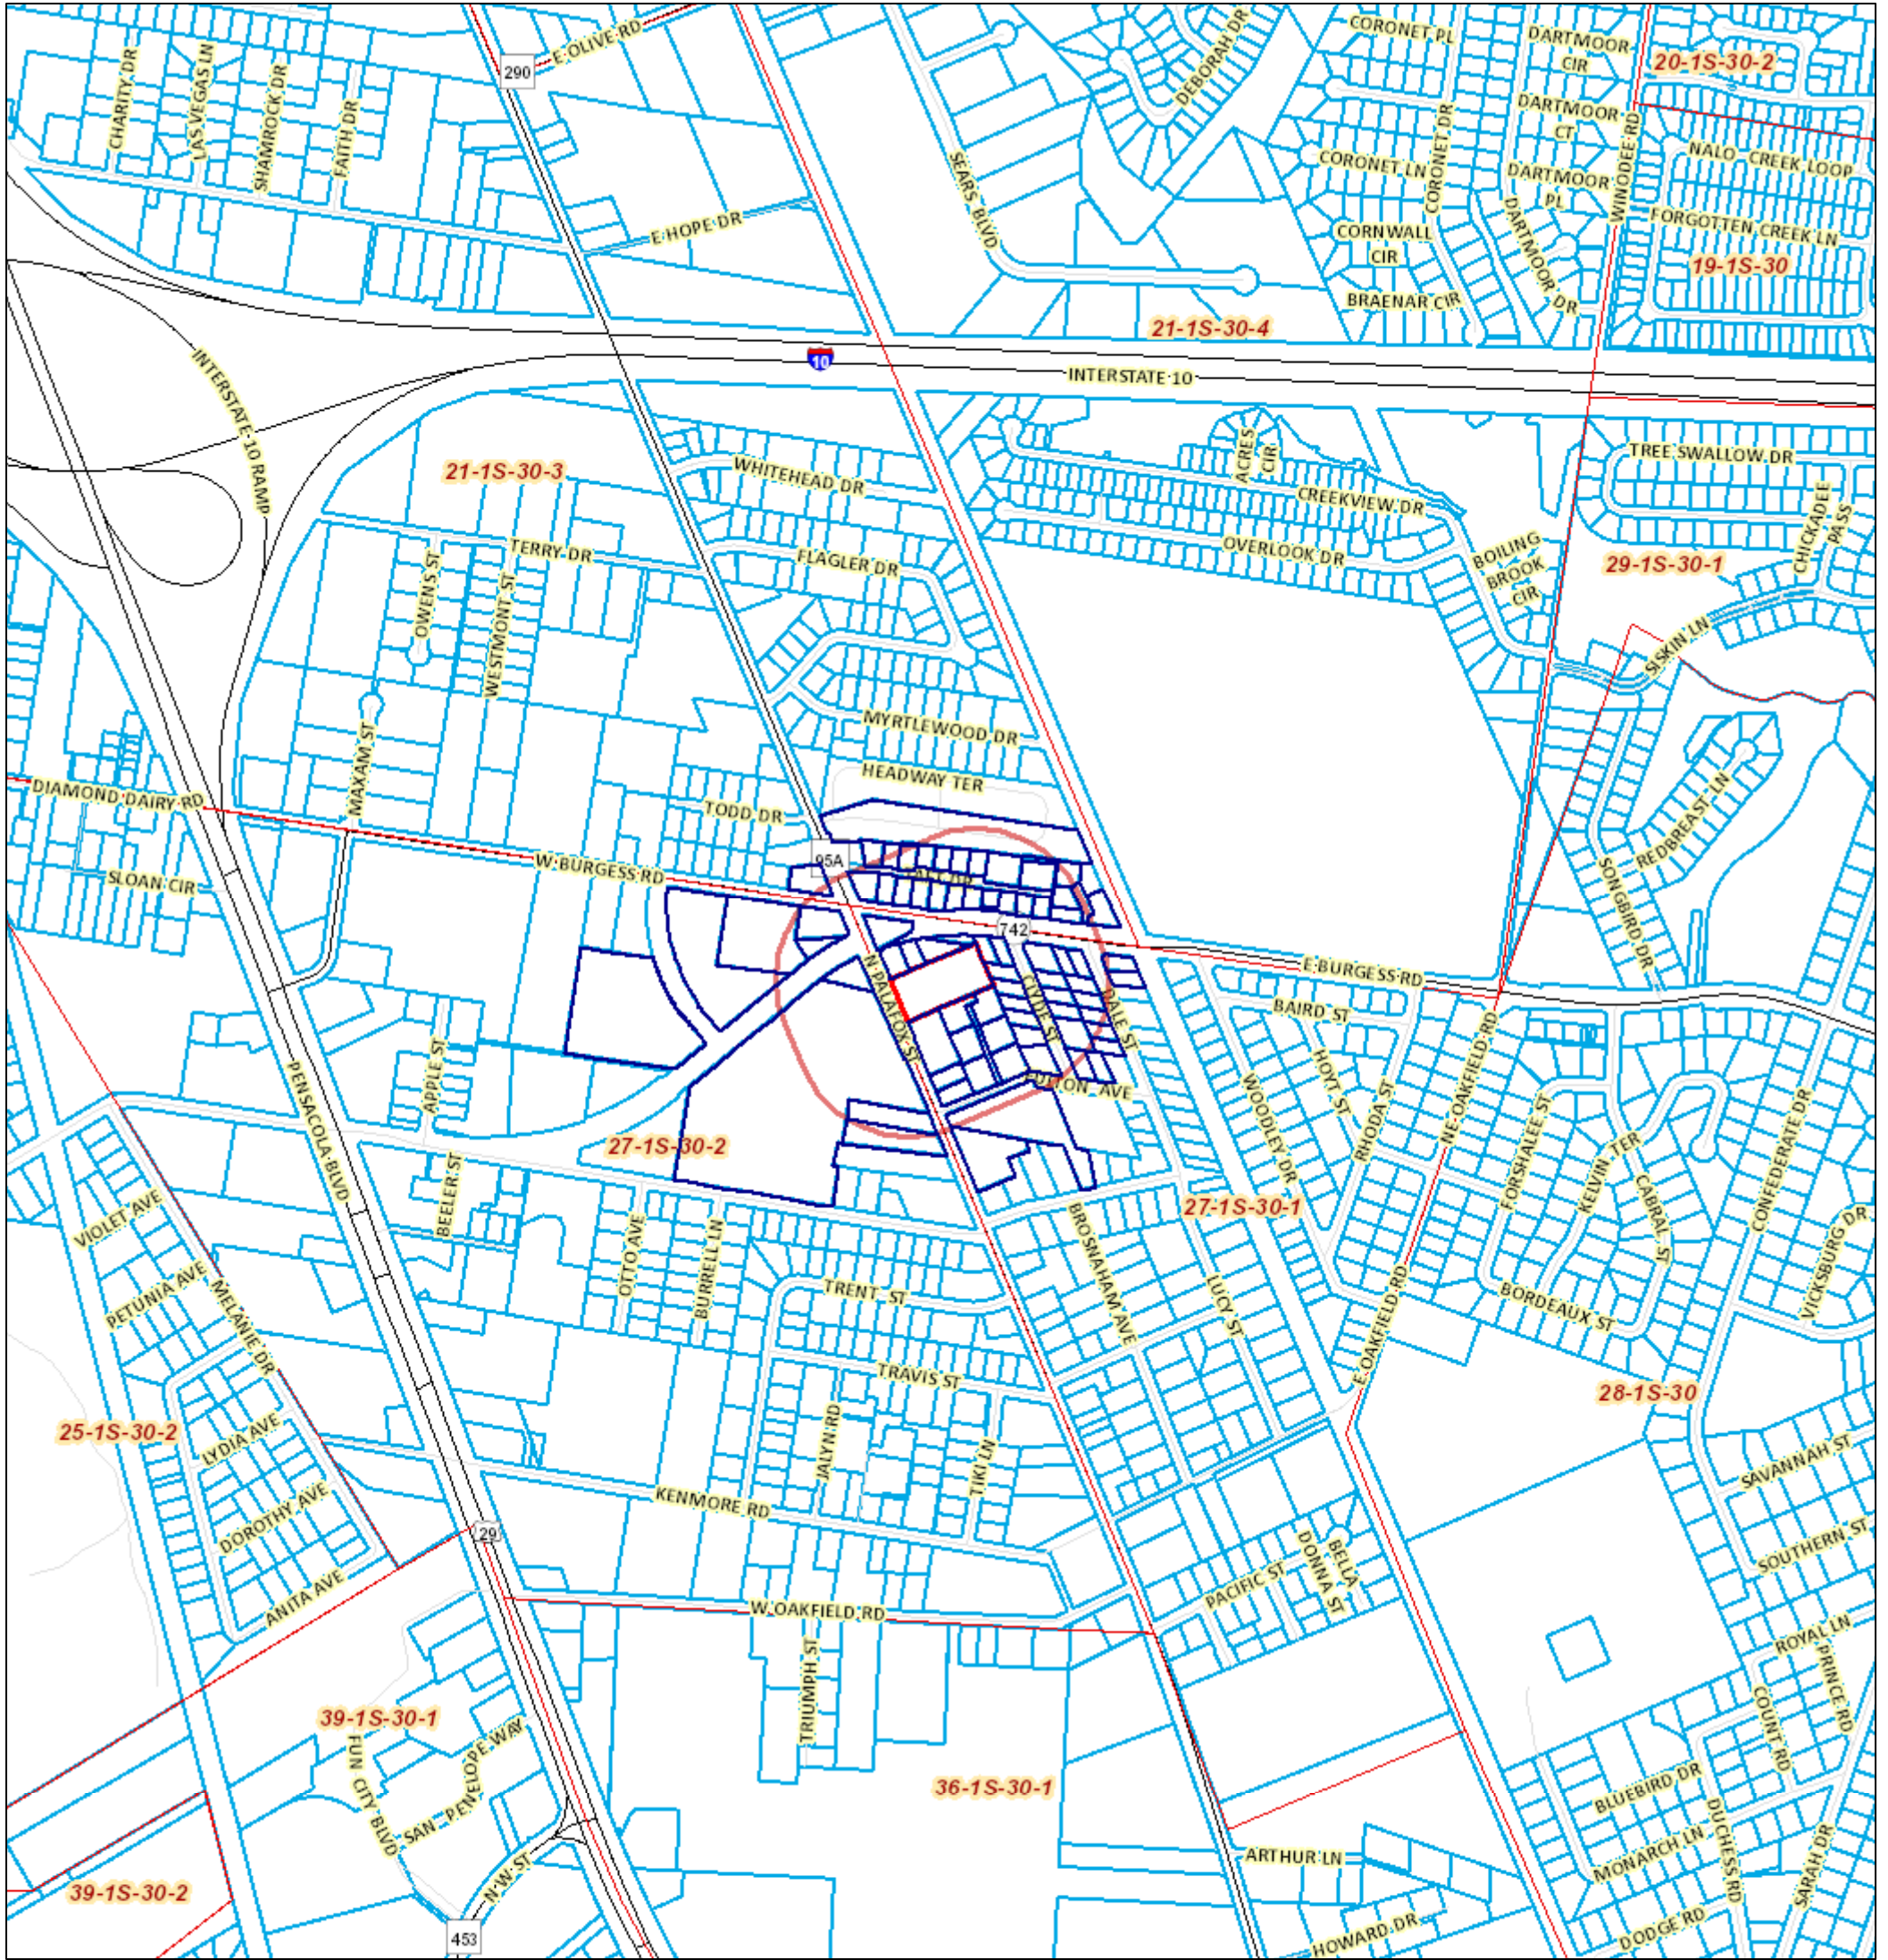 CHARITY DR
LAS VEGAS LN
SHAMROCK DR
FAITH DR
290
E OLIVE RD
E HOPE DR
SEARS BLVD
DEBORAH DR
CORONET PL
CORONET DR
CORONET LN
CORNWALL
CIR
BRAENAR CIR
DARTMOOR
CIR
DARTMOOR
CT
DARTMOOR
PL
DARTMOOR DR
WINODEE RD
20-1S-30-2
NALO CREEK LOOP
FORGOTTEN CREEK LN
19-1S-30
21-1S-30-4
10
INTERSTATE 10
INTERSTATE 10 RAMP
21-1S-30-3
WHITEHEAD DR
ACRES
CIR
CREEKVIEW DR
TREE SWALLOW DR
CHICKADEE
PASS
TERRY DR
OWENS ST
WESTMONT ST
FLAGLER DR
OVERLOOK DR
BOILING
BROOK
CIR
29-1S-30-1
SISKIN LN
MAXAM ST
MYRTLEWOOD DR
HEADWAY TER
TODD DR
DIAMOND DAIRY RD
REDBREAST LN
SONGBIRD DR
SLOAN CIR
W BURGESS RD
95A
742
E BURGESS RD
N PALAFOX ST
CLYDE ST
DALE ST
FULTON AVE
BAIRD ST
HOYT ST
RHODA ST
WOODLEY DR
NE OAKFIELD RD
PENSACOLA BLVD
APPLE ST
27-1S-30-2
BEELER ST
FORSHALEE ST
KELVIN TER
CABRAL ST
CONFEDERATE DR
VICKSBURG DR
27-1S-30-1
VIOLET AVE
PETUNIA AVE
MELANIE DR
OTTO AVE
BURRELL LN
TRENT ST
BROSNAHAM AVE
LUCY ST
E OAKFIELD RD
BORDEAUX ST
TRAVIS ST
28-1S-30
25-1S-30-2
LYDIA AVE
DOROTHY AVE
ANITA AVE
JALYN RD
TIKI LN
KENMORE RD
29
SAVANNAH ST
SOUTHERN ST
PACIFIC ST
DONNA ST
BELLA
W OAKFIELD RD
TRIUMPH ST
ROYAL LN
PRINCE RD
COUNT RD
39-1S-30-1
FUN CITY BLVD
SAN PENELOPE WAY
36-1S-30-1
BLUEBIRD DR
MONARCH LN
DUCHESS RD
SARAH DR
ARTHUR LN
39-1S-30-2
N W ST
453
HOWARD DR
DODGE RD